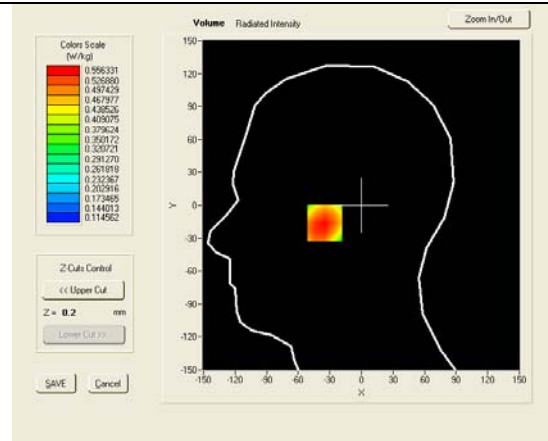 Volume Radiated Intensity
Zoom In/Out
Colors Scale
(W/kg)
0.556331
0.526880
0.497429
0.467977
0.438526
0.409075
0.379624
0.350172
0.320721
0.291270
0.261818
0.232367
0.202916
0.173465
0.144013
0.114562
Z-Cuts Control
<< Upper Cut
Z = 0.2 mm
Lower Cut >>
SAVE Cancel
150
120
90
60
30
Y 0
-30
-60
-90
-120
-150
-150 -120 -90 -60 -30 0 30 60 90 120 150
X